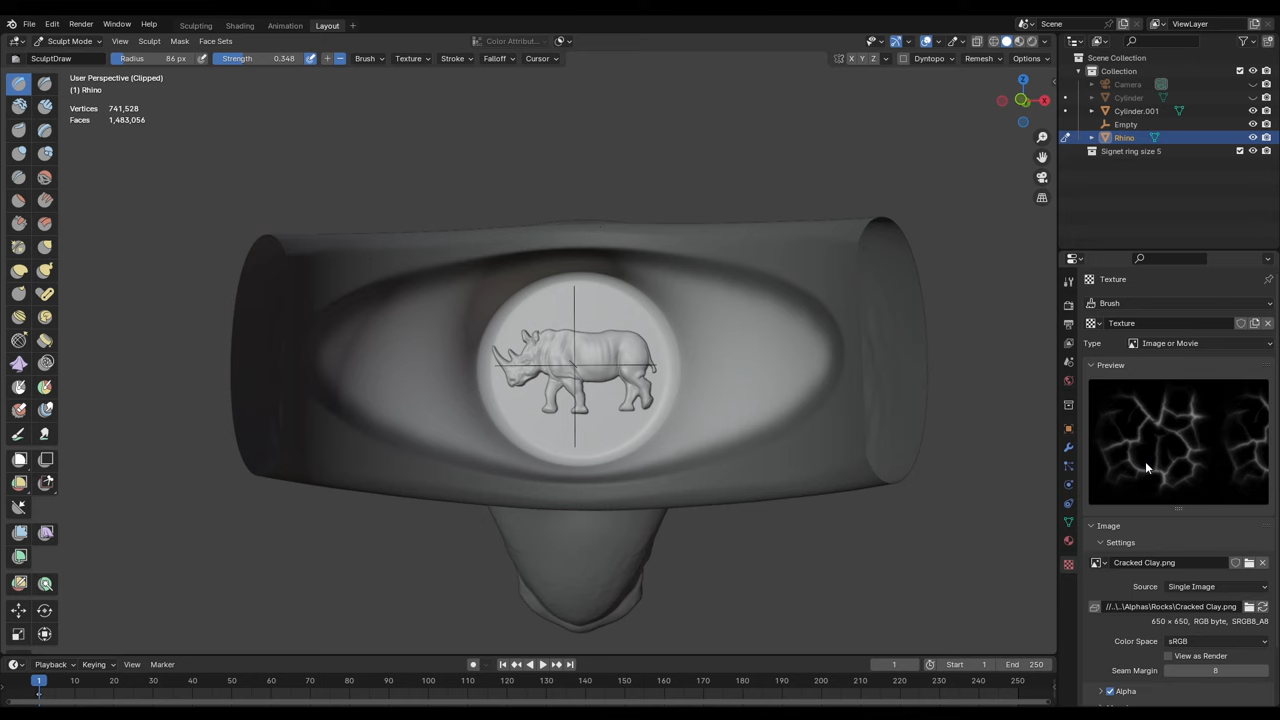 File Edit Render Window Help Sculpting Shading Animation Layout + Scene ViewLayer
Sculpt Mode View Sculpt Mask Face Sets Color Attribut...
SculptDraw Radius 86 px Strength 0.348 Brush Texture Stroke Falloff Cursor X Y Z Dyntopo Remesh Options
User Perspective (Clipped)
(1) Rhino
Vertices 741,528
Faces 1,483,056
Z
X
Scene Collection
Collection
Camera
Cylinder
Cylinder.001
Empty
Rhino
Signet ring size 5
Texture
Brush
Texture
Type Image or Movie
Preview
Image
Settings
Cracked Clay.png
Source Single Image
//..\..\Alphas\Rocks\Cracked Clay.png
650 × 650, RGB byte, SRGB8_A8
Color Space sRGB
View as Render
Seam Margin 8
Alpha
Playback Keying View Marker 1 Start 1 End 250
1 10 20 30 40 50 60 70 80 90 100 110 120 130 140 150 160 170 180 190 200 210 220 230 240 250